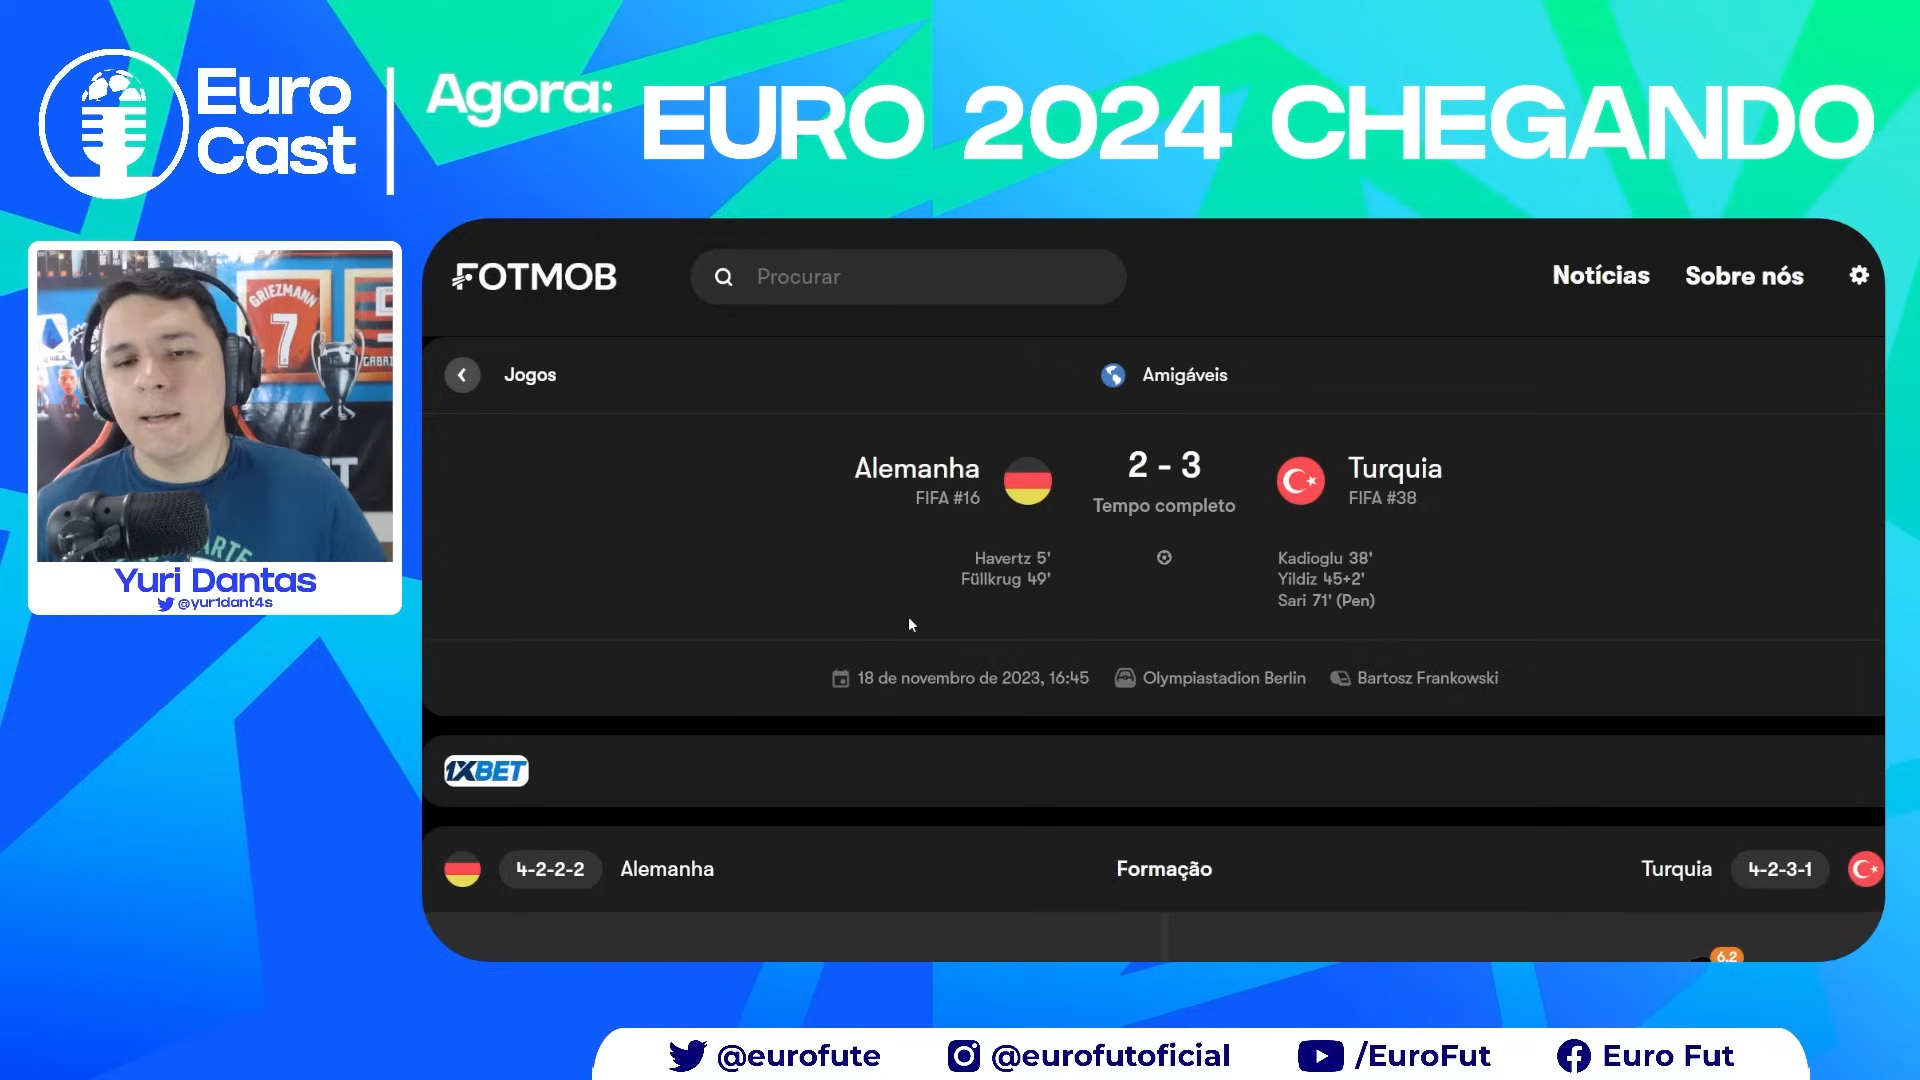 Euro
Cast
Agora:
EURO 2024 CHEGANDO
GRIEZMANN
7
Yuri Dantas
@yur1dant4s
FOTMOB
Procurar
Notícias
Sobre nós
Jogos
Amigáveis
Alemanha
FIFA #16
2 - 3
Tempo completo
Turquia
FIFA #38
Havertz 5'
Füllkrug 49'
Kadioglu 38'
Yildiz 45+2'
Sari 71' (Pen)
18 de novembro de 2023, 16:45
Olympiastadion Berlin
Bartosz Frankowski
1XBET
4-2-2-2
Alemanha
Formação
Turquia
4-2-3-1
6.2
@eurofute
@eurofutoficial
/EuroFut
Euro Fut